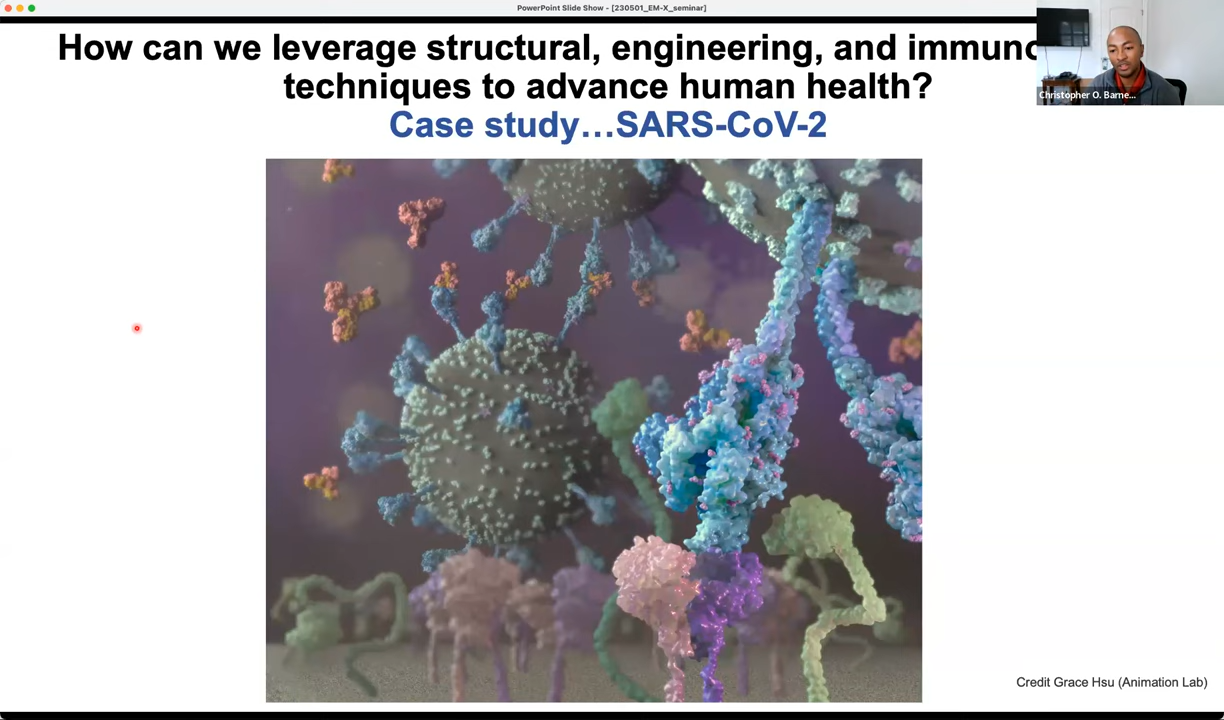 PowerPoint Slide Show - [230501_EM-X_seminar]
How can we leverage structural, engineering, and immuno
techniques to advance human health?
Case study…SARS-CoV-2
Christopher O. Barne...
Credit Grace Hsu (Animation Lab)